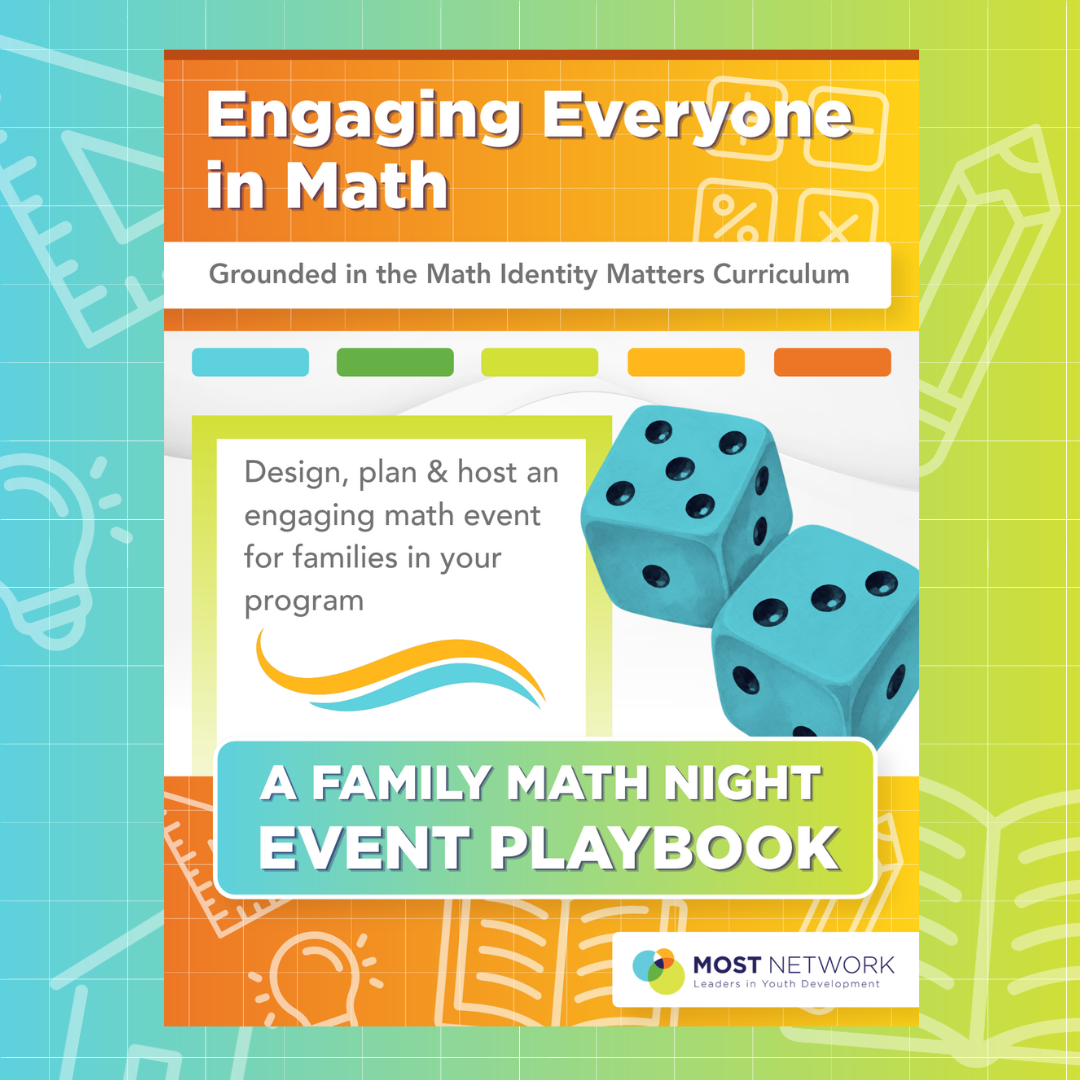 Engaging Everyone
in Math
Grounded in the Math Identity Matters Curriculum
Design, plan & host an
engaging math event
for families in your
program
A FAMILY MATH NIGHT
EVENT PLAYBOOK
MOST NETWORK
Leaders in Youth Development